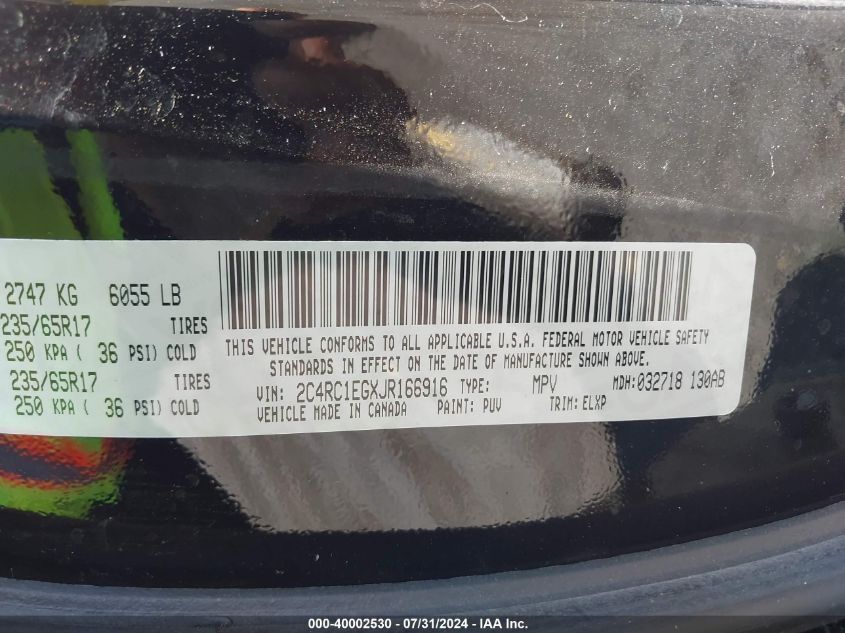 2747 KG 6055 LB
235/65R17 TIRES
250 KPA ( 36 PSI) COLD
235/65R17 TIRES
250 KPA ( 36 PSI) COLD
THIS VEHICLE CONFORMS TO ALL APPLICABLE U.S.A. FEDERAL MOTOR VEHICLE SAFETY
STANDARDS IN EFFECT ON THE DATE OF MANUFACTURE SHOWN ABOVE.
VIN: 2C4RC1EGXJR166916 TYPE: MPV MDH:032718 130AB
VEHICLE MADE IN CANADA PAINT: PUV TRIM: ELXP
000-40002530 - 07/31/2024 - IAA Inc.